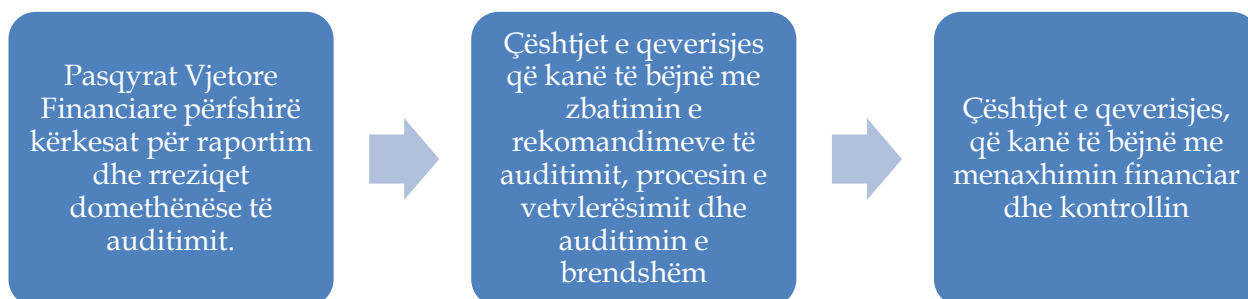 Pasqyrat Vjetore
Financiare përfshirë
kërkesat për raportim
dhe rreziqet
domethënëse të
auditimit.
Çështjet e qeverisjes
që kanë të bëjnë me
zbatimin e
rekomandimeve të
auditimit, procesin e
vetvlerësimit dhe
auditimin e
brendshëm
Çështjet e qeverisjes,
që kanë të bëjnë me
menaxhimin financiar
dhe kontrollin